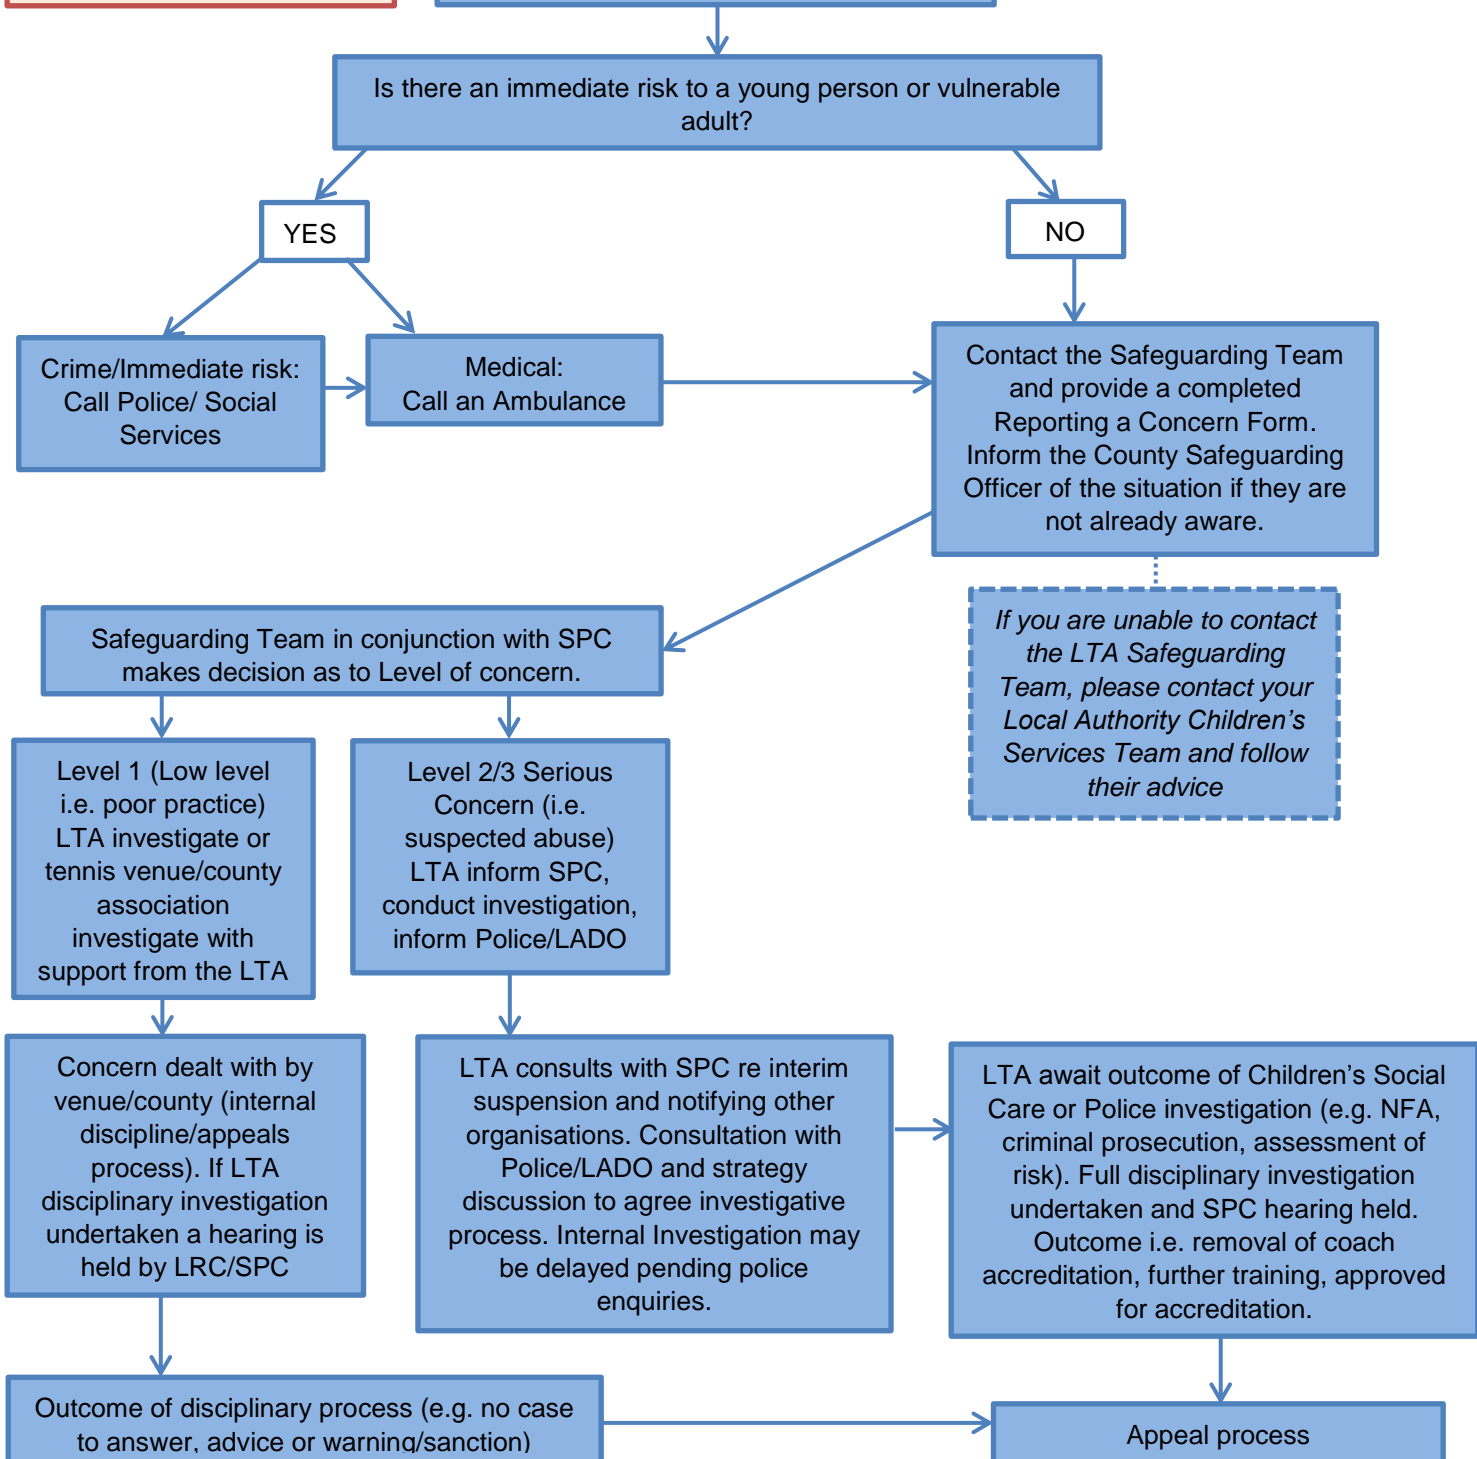 Is there an immediate risk to a young person or vulnerable
adult?
YES
NO
Crime/Immediate risk:
Call Police/ Social
Services
Medical:
Call an Ambulance
Contact the Safeguarding Team
and provide a completed
Reporting a Concern Form.
Inform the County Safeguarding
Officer of the situation if they are
not already aware.
If you are unable to contact
the LTA Safeguarding
Team, please contact your
Local Authority Children’s
Services Team and follow
their advice
Safeguarding Team in conjunction with SPC
makes decision as to Level of concern.
Level 1 (Low level
i.e. poor practice)
LTA investigate or
tennis venue/county
association
investigate with
support from the LTA
Level 2/3 Serious
Concern (i.e.
suspected abuse)
LTA inform SPC,
conduct investigation,
inform Police/LADO
Concern dealt with by
venue/county (internal
discipline/appeals
process). If LTA
disciplinary investigation
undertaken a hearing is
held by LRC/SPC
LTA consults with SPC re interim
suspension and notifying other
organisations. Consultation with
Police/LADO and strategy
discussion to agree investigative
process. Internal Investigation may
be delayed pending police
enquiries.
LTA await outcome of Children’s Social
Care or Police investigation (e.g. NFA,
criminal prosecution, assessment of
risk). Full disciplinary investigation
undertaken and SPC hearing held.
Outcome i.e. removal of coach
accreditation, further training, approved
for accreditation.
Outcome of disciplinary process (e.g. no case
to answer, advice or warning/sanction)
Appeal process